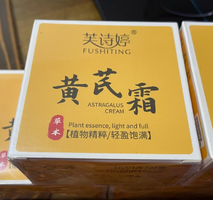 芙诗婷®
FUSHITING
黄芪霜
ASTRAGALUS
CREAM
草本
Plant essence, light and full
【植物精粹/轻盈饱满】